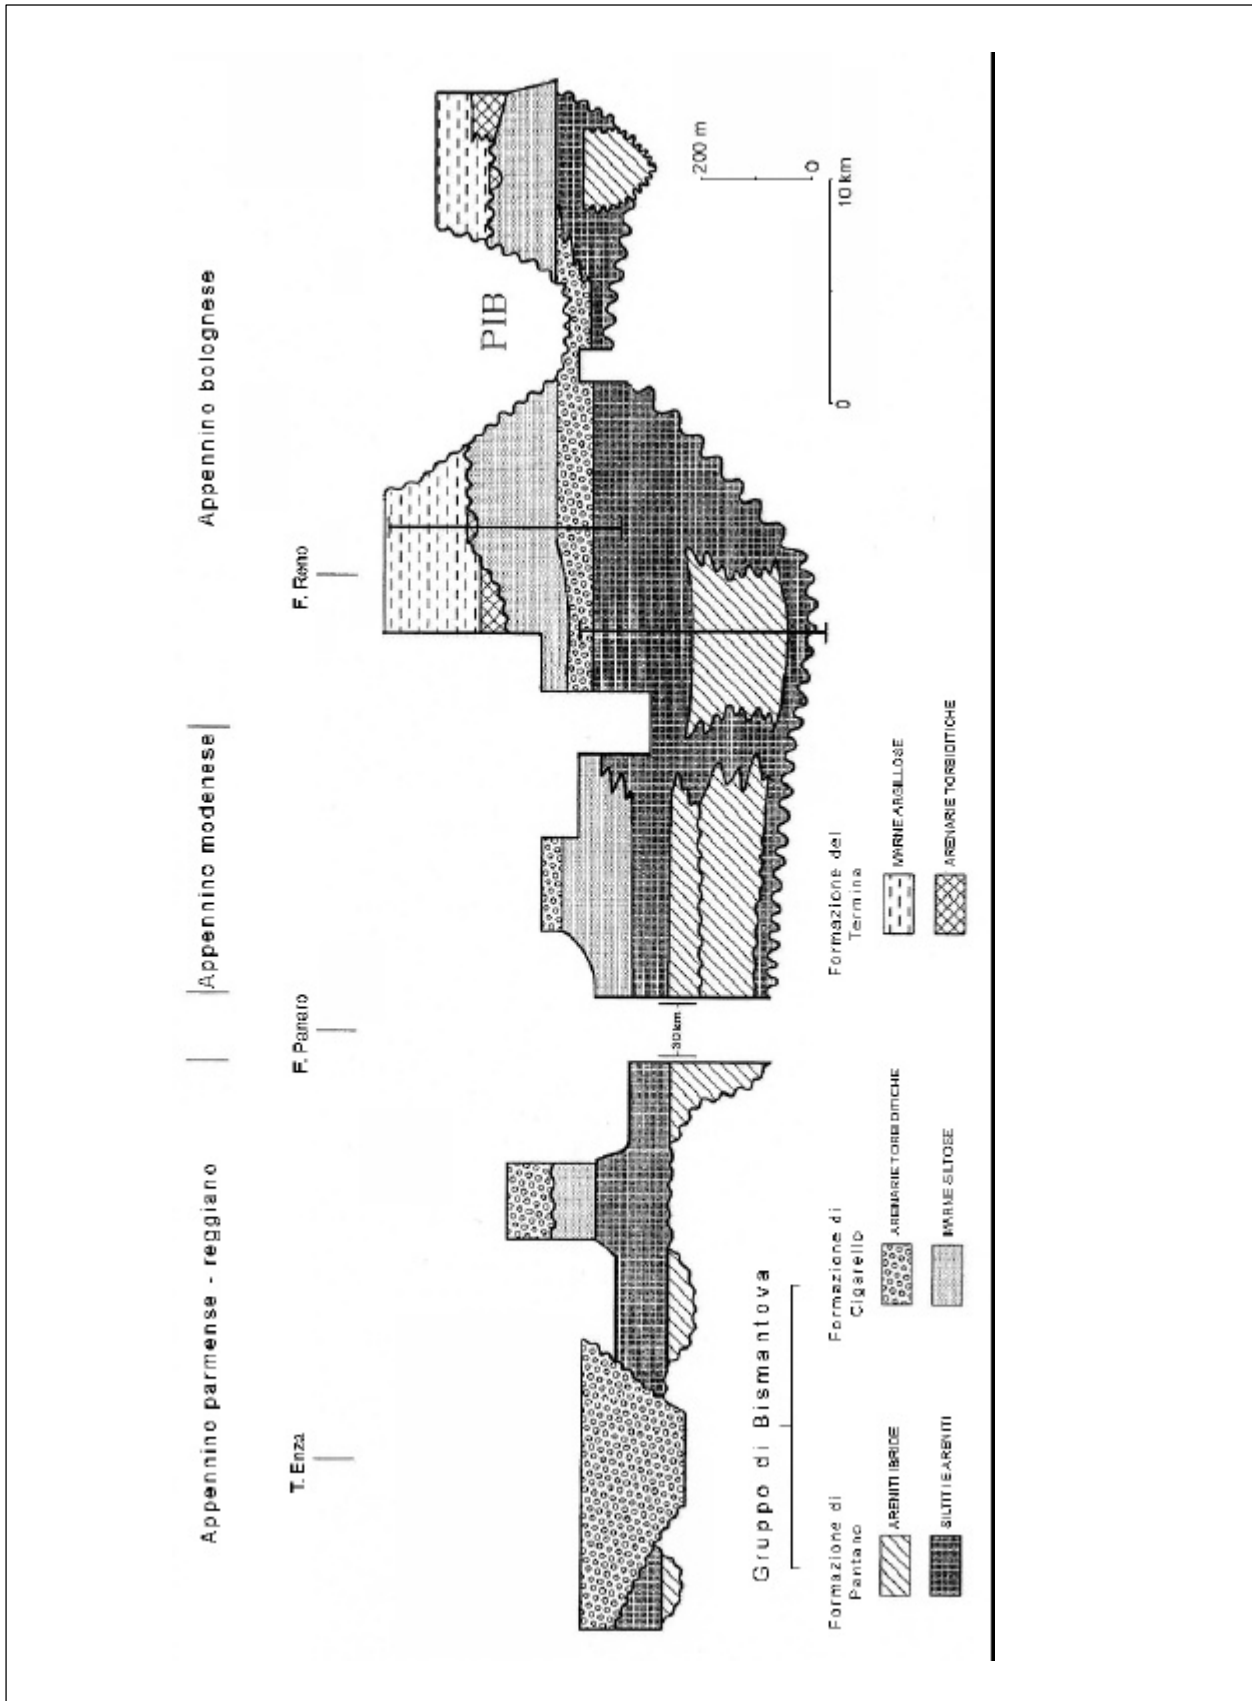 Appennino parmense - reggiano
Appennino modenese
Appennino bolognese
T. Enza
F. Panaro
F. Reno
PIB
30 km
200 m
0
0
10 km
Gruppo di Bismantova
Formazione di
Pantano
ARENITI IBRIDE
SILTITI E ARENITI
Formazione di
Cigarello
ARENARIE TORBIDITICHE
MARNE SILTOSE
Formazione del
Termina
MARNE ARGILLOSE
ARENARIE TORBIDITICHE